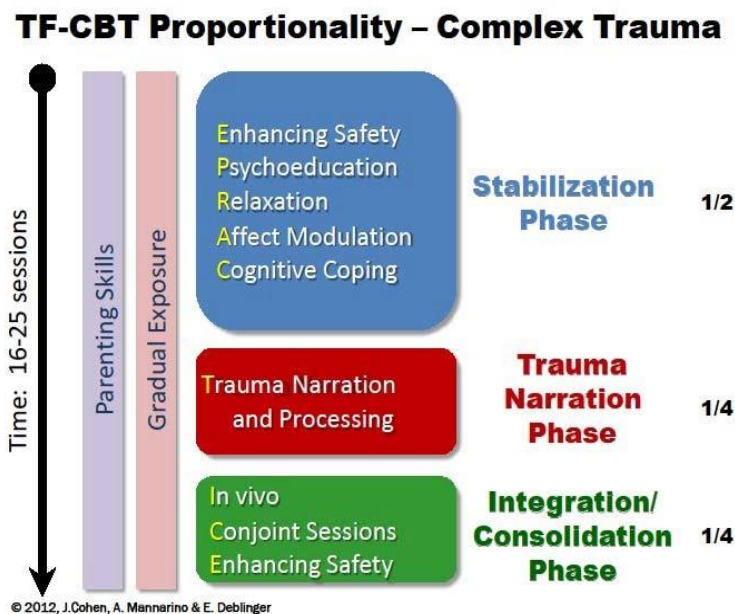 TF-CBT Proportionality – Complex Trauma
Time: 16-25 sessions
Parenting Skills
Gradual Exposure
Enhancing Safety
Psychoeducation
Relaxation
Affect Modulation
Cognitive Coping
Stabilization
Phase
1/2
Trauma Narration
and Processing
Trauma
Narration
Phase
1/4
In vivo
Conjoint Sessions
Enhancing Safety
Integration/
Consolidation
Phase
1/4
© 2012, J.Cohen, A. Mannarino & E. Deblinger